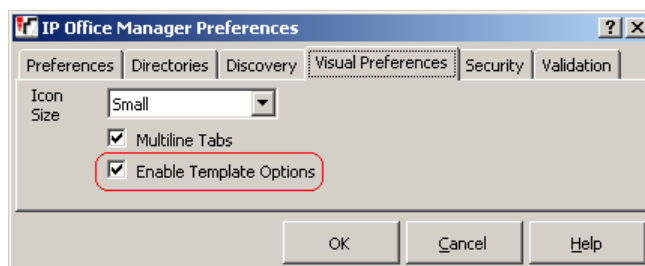 IP Office Manager Preferences
Preferences Directories Discovery Visual Preferences Security Validation
Icon Size Small
Multiline Tabs
Enable Template Options
OK Cancel Help